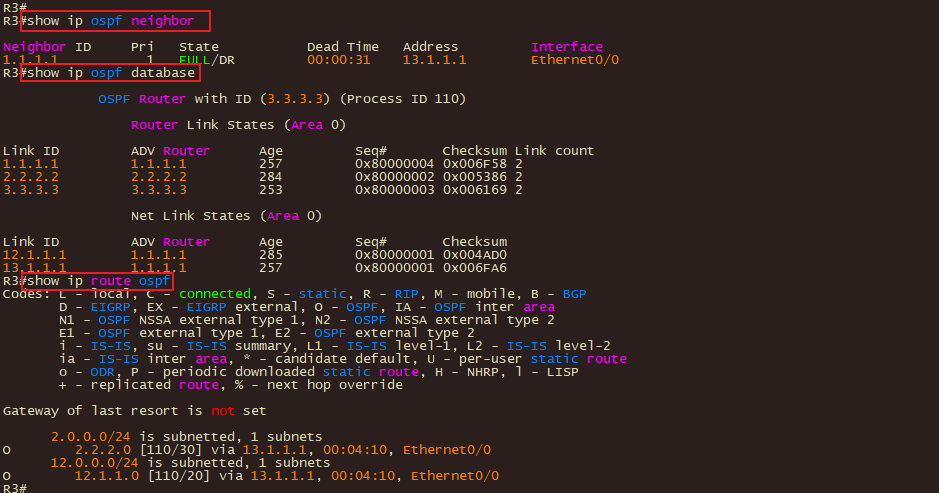 R3#
R3#show ip ospf neighbor
Neighbor ID     Pri   State           Dead Time   Address         Interface
1.1.1.1           1   FULL/DR         00:00:31    13.1.1.1        Ethernet0/0
R3#show ip ospf database
            OSPF Router with ID (3.3.3.3) (Process ID 110)
                Router Link States (Area 0)
Link ID         ADV Router      Age         Seq#       Checksum Link count
1.1.1.1         1.1.1.1         257         0x80000004 0x006F58 2
2.2.2.2         2.2.2.2         284         0x80000002 0x005386 2
3.3.3.3         3.3.3.3         253         0x80000003 0x006169 2
                Net Link States (Area 0)
Link ID         ADV Router      Age         Seq#       Checksum
12.1.1.1        1.1.1.1         285         0x80000001 0x004AD0
13.1.1.1        1.1.1.1         257         0x80000001 0x006FA6
R3#show ip route ospf
Codes: L - local, C - connected, S - static, R - RIP, M - mobile, B - BGP
       D - EIGRP, EX - EIGRP external, O - OSPF, IA - OSPF inter area
       N1 - OSPF NSSA external type 1, N2 - OSPF NSSA external type 2
       E1 - OSPF external type 1, E2 - OSPF external type 2
       i - IS-IS, su - IS-IS summary, L1 - IS-IS level-1, L2 - IS-IS level-2
       ia - IS-IS inter area, * - candidate default, U - per-user static route
       o - ODR, P - periodic downloaded static route, H - NHRP, l - LISP
       + - replicated route, % - next hop override
Gateway of last resort is not set
      2.0.0.0/24 is subnetted, 1 subnets
O        2.2.2.0 [110/30] via 13.1.1.1, 00:04:10, Ethernet0/0
      12.0.0.0/24 is subnetted, 1 subnets
O        12.1.1.0 [110/20] via 13.1.1.1, 00:04:10, Ethernet0/0
R3#